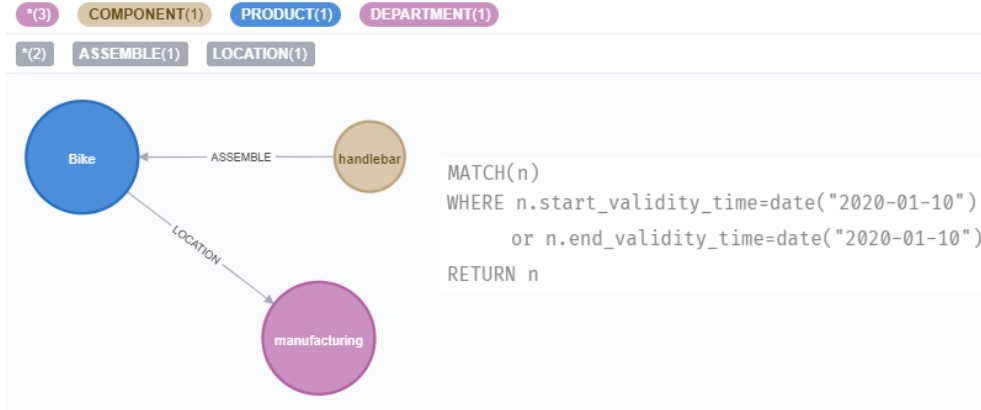 *(3) COMPONENT(1) PRODUCT(1) DEPARTMENT(1)
*(2) ASSEMBLE(1) LOCATION(1)
Bike
ASSEMBLE
handlebar
LOCATION
manufacturing
MATCH(n)
WHERE n.start_validity_time=date("2020-01-10")
or n.end_validity_time=date("2020-01-10")
RETURN n